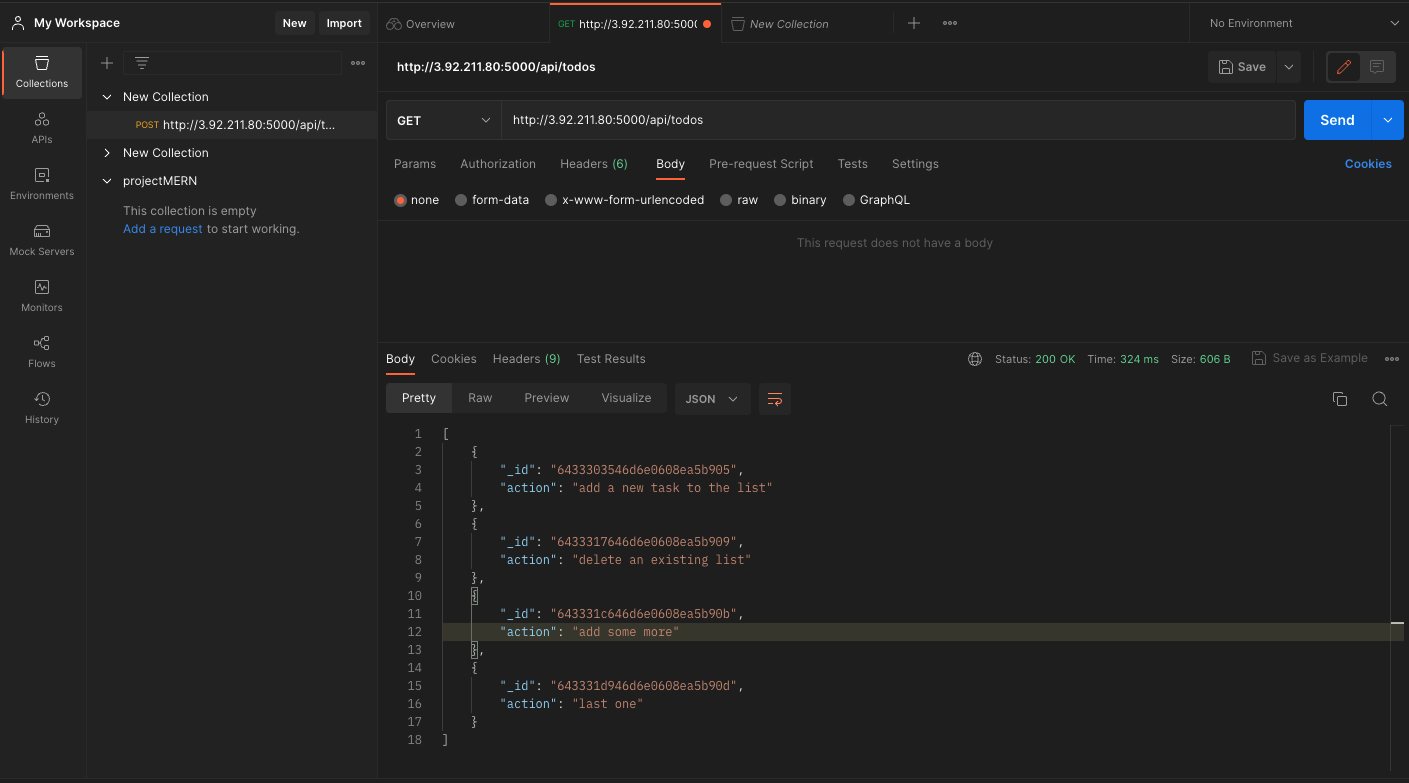 My Workspace New Import Overview GET http://3.92.211.80:5000 New Collection No Environment
Collections
APIs
Environments
Mock Servers
Monitors
Flows
History
New Collection
POST http://3.92.211.80:5000/api/t...
New Collection
projectMERN
This collection is empty
Add a request to start working.
http://3.92.211.80:5000/api/todos Save
GET http://3.92.211.80:5000/api/todos Send
Params Authorization Headers (6) Body Pre-request Script Tests Settings Cookies
none form-data x-www-form-urlencoded raw binary GraphQL
This request does not have a body
Body Cookies Headers (9) Test Results Status: 200 OK Time: 324 ms Size: 606 B Save as Example
Pretty Raw Preview Visualize JSON
1 [
2 {
3 "_id": "6433303546d6e0608ea5b905",
4 "action": "add a new task to the list"
5 },
6 {
7 "_id": "6433317646d6e0608ea5b909",
8 "action": "delete an existing list"
9 },
10 {
11 "_id": "643331c646d6e0608ea5b90b",
12 "action": "add some more"
13 },
14 {
15 "_id": "643331d946d6e0608ea5b90d",
16 "action": "last one"
17 }
18 ]